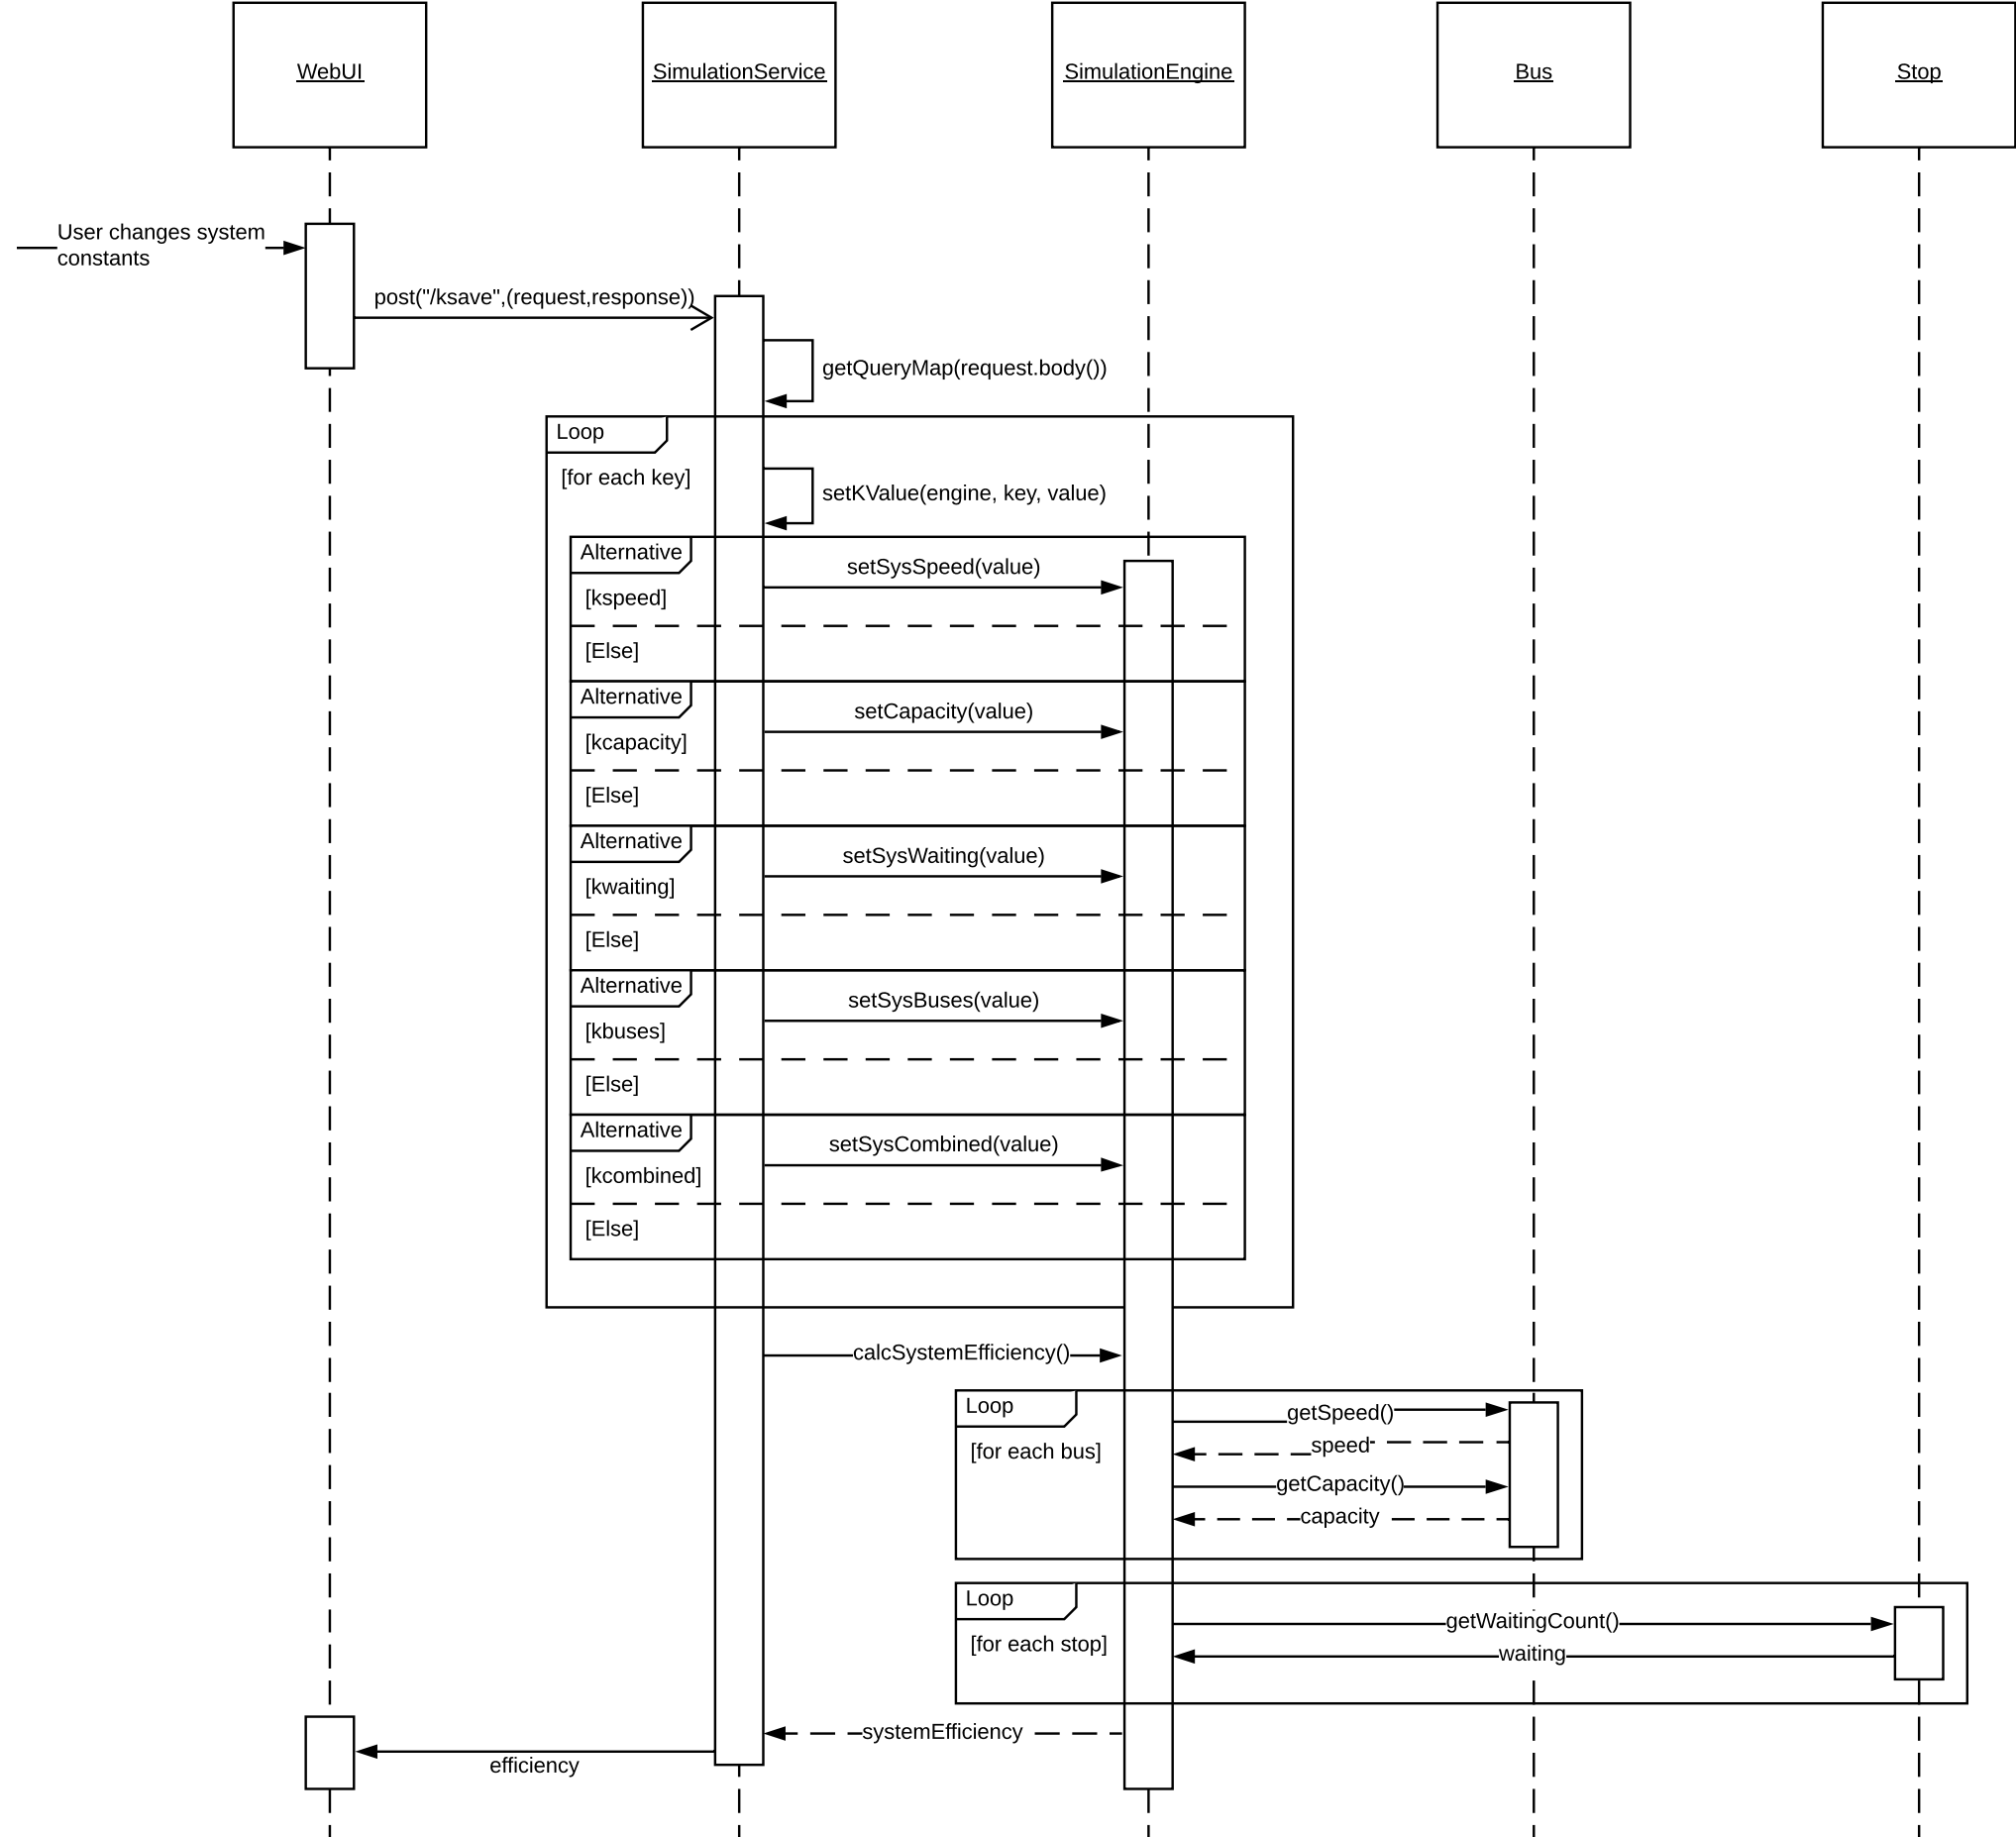 WebUI
SimulationService
SimulationEngine
Bus
Stop
User changes system
constants
post("/ksave",(request,response))
getQueryMap(request.body())
Loop
[for each key]
setKValue(engine, key, value)
Alternative
setSysSpeed(value)
[kspeed]
[Else]
Alternative
setCapacity(value)
[kcapacity]
[Else]
Alternative
setSysWaiting(value)
[kwaiting]
[Else]
Alternative
setSysBuses(value)
[kbuses]
[Else]
Alternative
setSysCombined(value)
[kcombined]
[Else]
calcSystemEfficiency()
Loop
getSpeed()
[for each bus]
speed
getCapacity()
capacity
Loop
getWaitingCount()
[for each stop]
waiting
systemEfficiency
efficiency